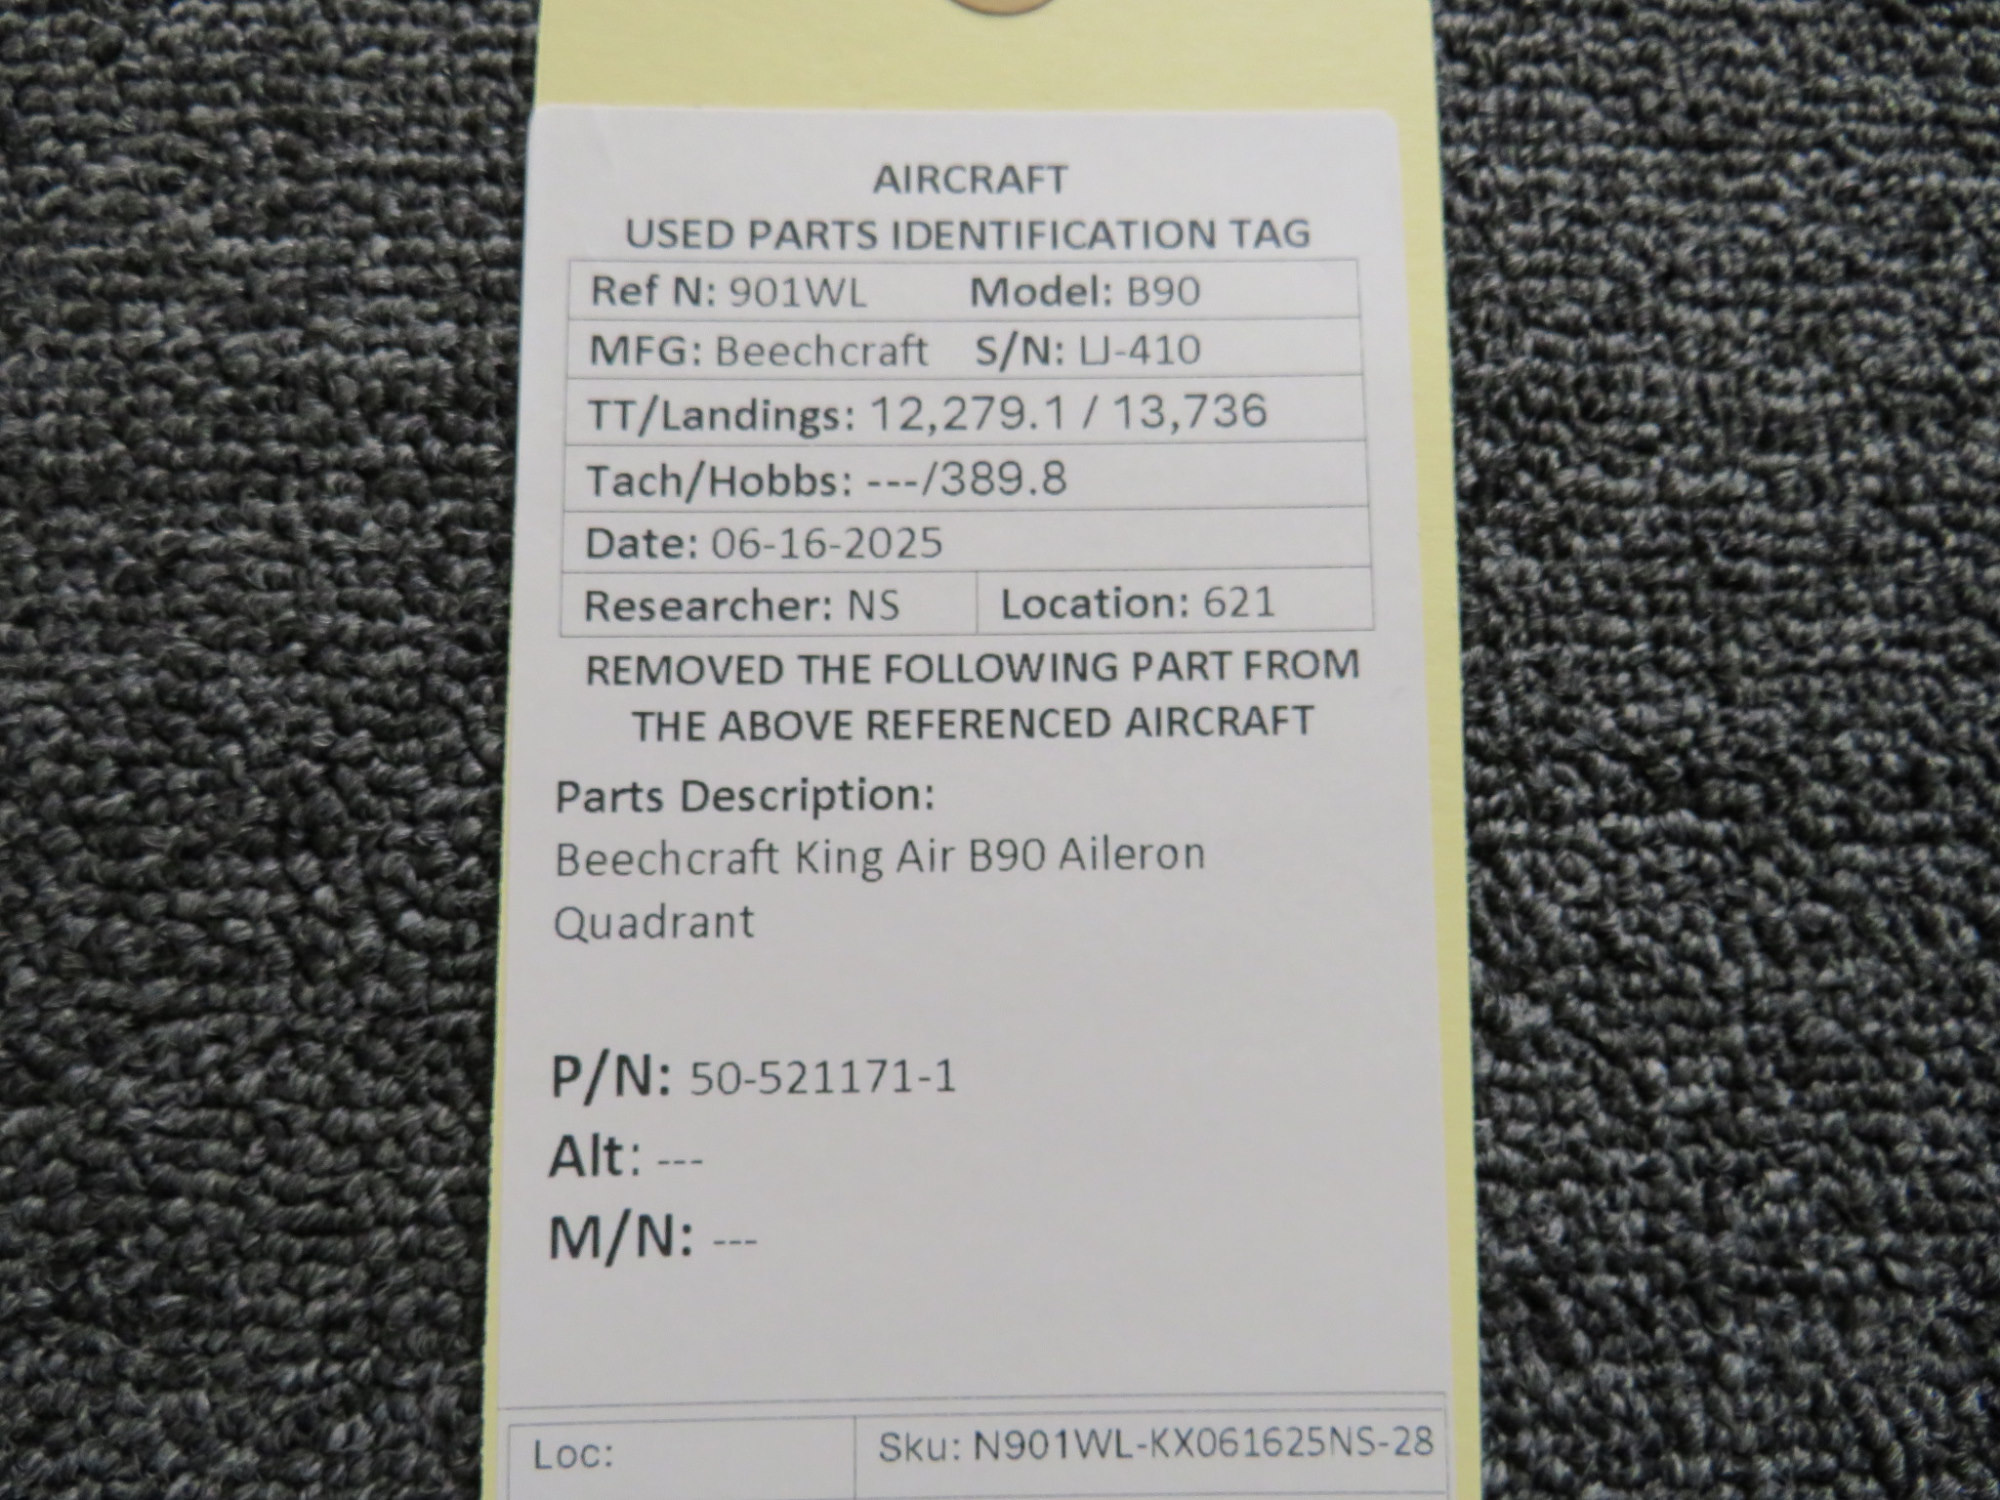 AIRCRAFT
USED PARTS IDENTIFICATION TAG
Ref N: 901WL Model: B90
MFG: Beechcraft S/N: LJ-410
TT/Landings: 12,279.1 / 13,736
Tach/Hobbs: ---/389.8
Date: 06-16-2025
Researcher: NS Location: 621
REMOVED THE FOLLOWING PART FROM
THE ABOVE REFERENCED AIRCRAFT
Parts Description:
Beechcraft King Air B90 Aileron
Quadrant
P/N: 50-521171-1
Alt: ---
M/N: ---
Loc: Sku: N901WL-KX061625NS-28